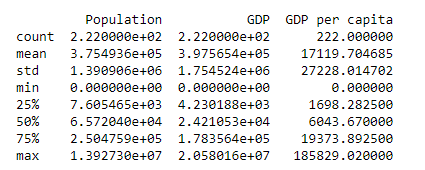 Population GDP GDP per capita
count 2.220000e+02 2.220000e+02 222.000000
mean 3.754935e+05 3.975654e+05 17119.704685
std 1.390906e+06 1.754524e+06 27228.014702
min 0.000000e+00 0.000000e+00 0.000000
25% 7.605465e+03 4.230188e+03 1698.282500
50% 6.572040e+04 2.421053e+04 6043.670000
75% 2.504759e+05 1.783564e+05 19373.892500
max 1.392730e+07 2.058016e+07 185829.020000